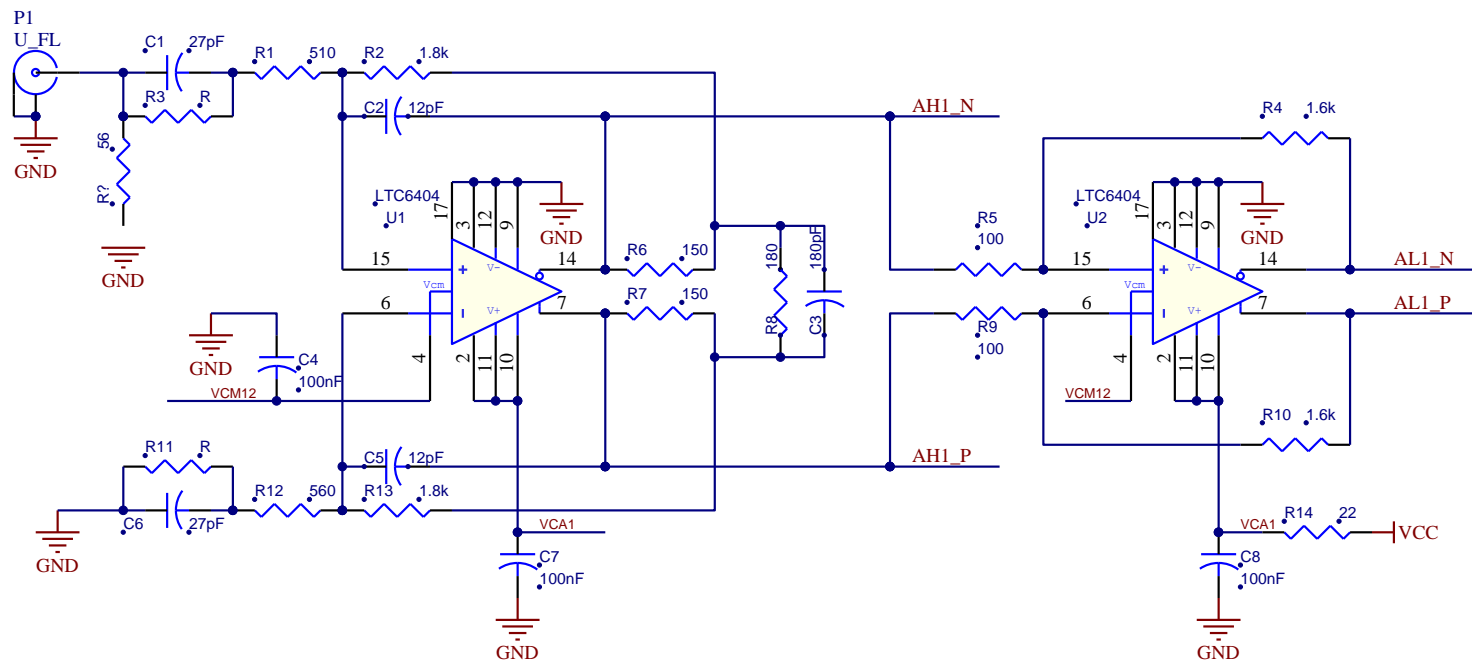 P1
U_FL
C1 27pF
R1 510
R2 1.8k
R3 R
C2 12pF
AH1_N
R4 1.6k
56
R?
GND
GND
LTC6404
U1
17 3 12 9
GND
15 + V- 14
Vcm
6 V+ 7
4 2 11 10
R6 150
R7 150
180
R8
180pF
C3
R5
100
R9
100
LTC6404
U2
17 3 12 9
GND
15 + V- 14
Vcm
6 V+ 7
4 2 11 10
AL1_N
AL1_P
GND
C4
100nF
VCM12
VCM12
R10 1.6k
R11 R
C5 12pF
AH1_P
R12 560
R13 1.8k
C6 27pF
GND
VCA1
C7
100nF
GND
VCA1
R14 22
VCC
C8
100nF
GND